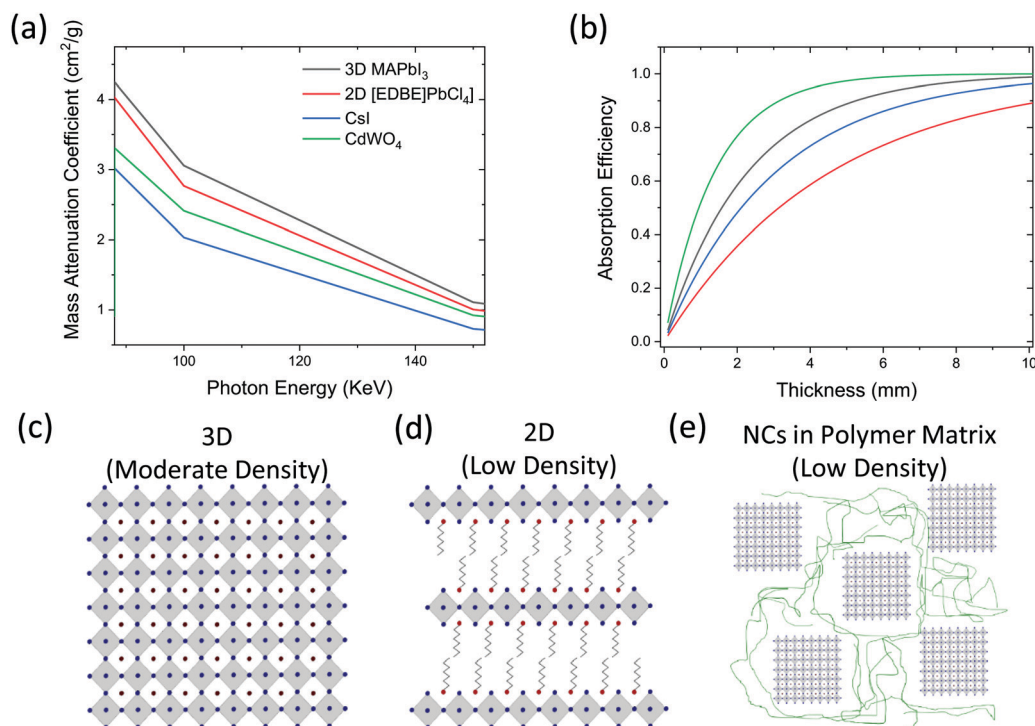 (a)
Mass Attenuation Coefficient (cm²/g)
4
3
2
1
100
120
140
Photon Energy (KeV)
3D MAPbI₃
2D [EDBE]PbCl₄]
CsI
CdWO₄
(b)
Absorption Efficiency
1.0
0.8
0.6
0.4
0.2
0.0
0
2
4
6
8
10
Thickness (mm)
(c)
3D
(Moderate Density)
(d)
2D
(Low Density)
(e)
NCs in Polymer Matrix
(Low Density)